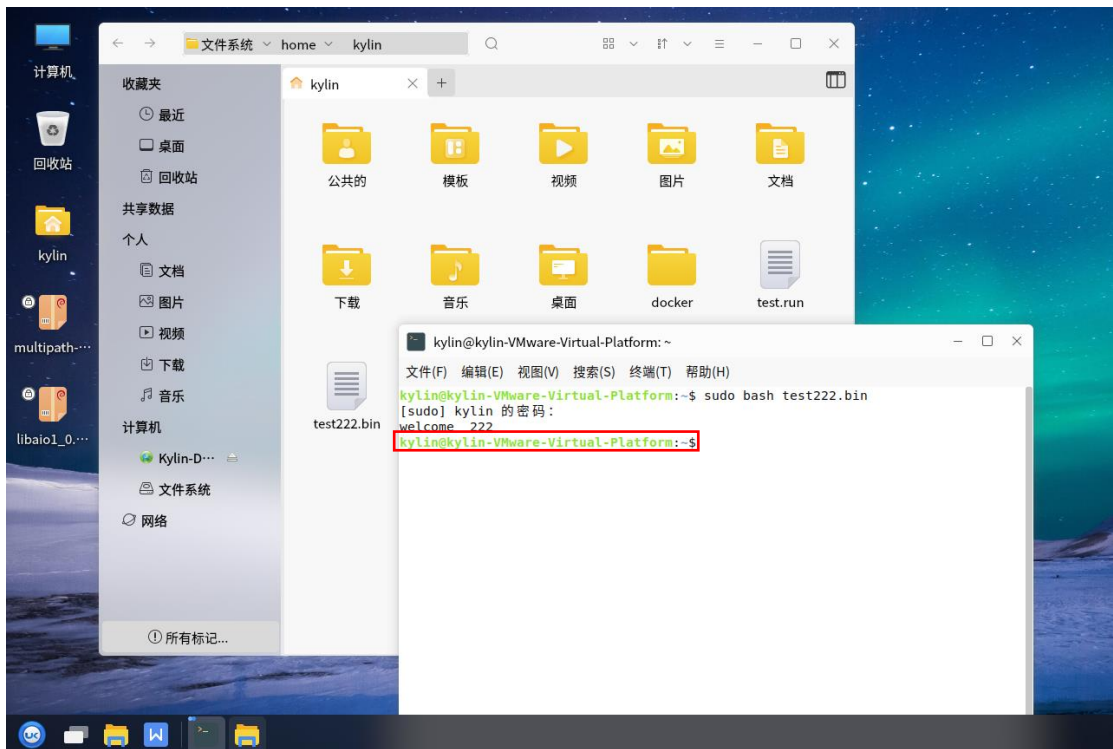 计算机
回收站
kylin
multipath-···
libaio1_0.···
文件系统 home kylin
收藏夹
最近
桌面
回收站
共享数据
个人
文档
图片
视频
下载
音乐
计算机
Kylin-D···
文件系统
网络
所有标记...
kylin
公共的 模板 视频 图片 文档
下载 音乐 桌面 docker test.run
test222.bin
kylin@kylin-VMware-Virtual-Platform: ~
文件(F) 编辑(E) 视图(V) 搜索(S) 终端(T) 帮助(H)
kylin@kylin-VMware-Virtual-Platform:~$ sudo bash test222.bin
[sudo] kylin 的密码：
welcome 222
kylin@kylin-VMware-Virtual-Platform:~$